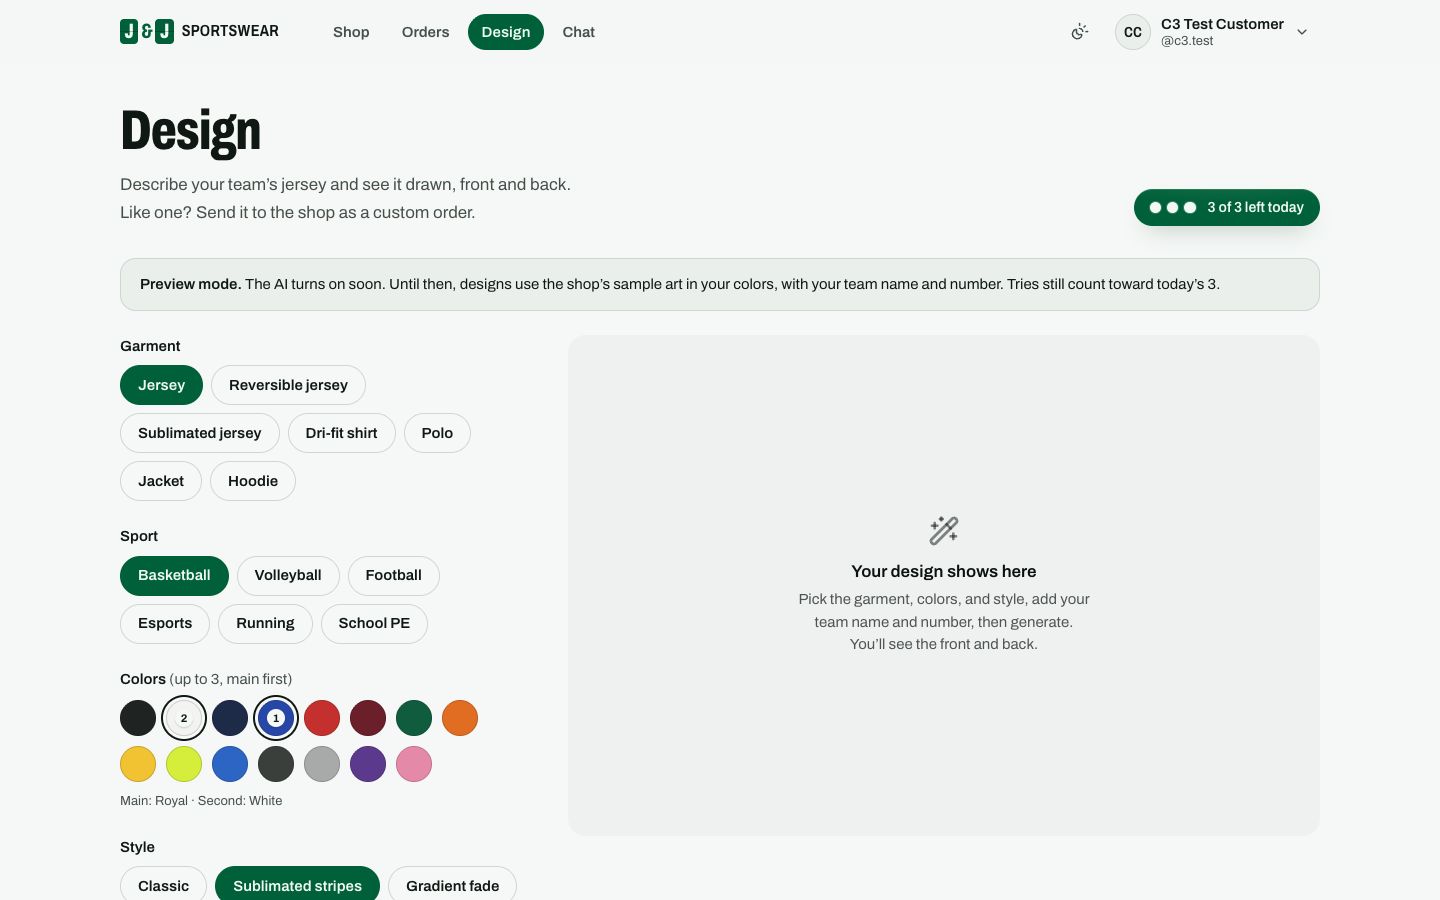 J & J SPORTSWEAR
Shop
Orders
Design
Chat
CC
C3 Test Customer
@c3.test
Design
Describe your team’s jersey and see it drawn, front and back.
Like one? Send it to the shop as a custom order.
3 of 3 left today
Preview mode. The AI turns on soon. Until then, designs use the shop’s sample art in your colors, with your team name and number. Tries still count toward today’s 3.
Garment
Jersey
Reversible jersey
Sublimated jersey
Dri-fit shirt
Polo
Jacket
Hoodie
Sport
Basketball
Volleyball
Football
Esports
Running
School PE
Colors (up to 3, main first)
2
1
Main: Royal · Second: White
Style
Classic
Sublimated stripes
Gradient fade
Your design shows here
Pick the garment, colors, and style, add your
team name and number, then generate.
You’ll see the front and back.